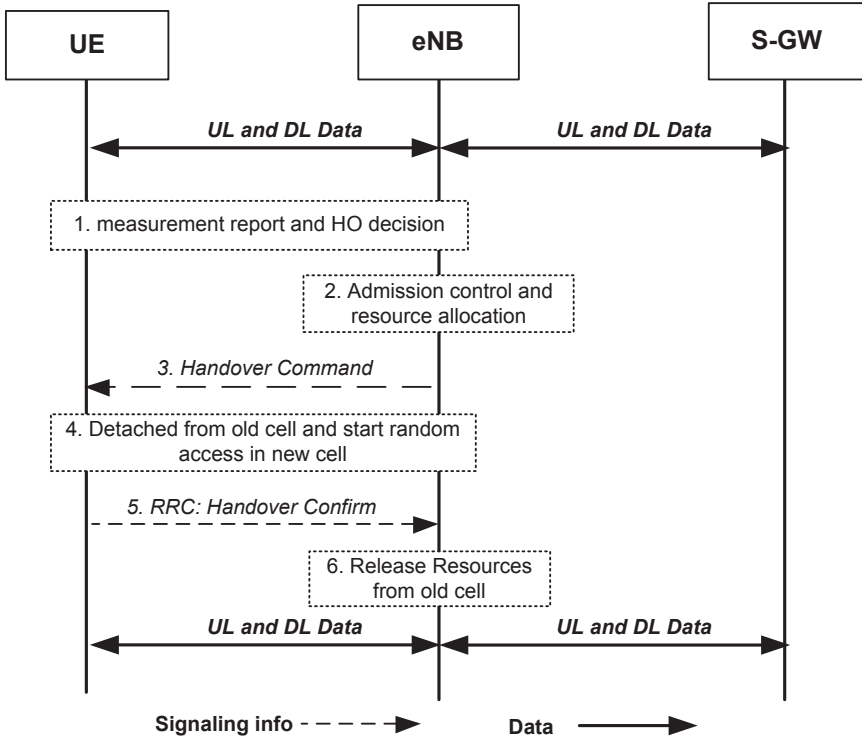 UE
eNB
S-GW
UL and DL Data
UL and DL Data
1. measurement report and HO decision
2. Admission control and
resource allocation
3. Handover Command
4. Detached from old cell and start random
access in new cell
5. RRC: Handover Confirm
6. Release Resources
from old cell
UL and DL Data
UL and DL Data
Signaling info
Data